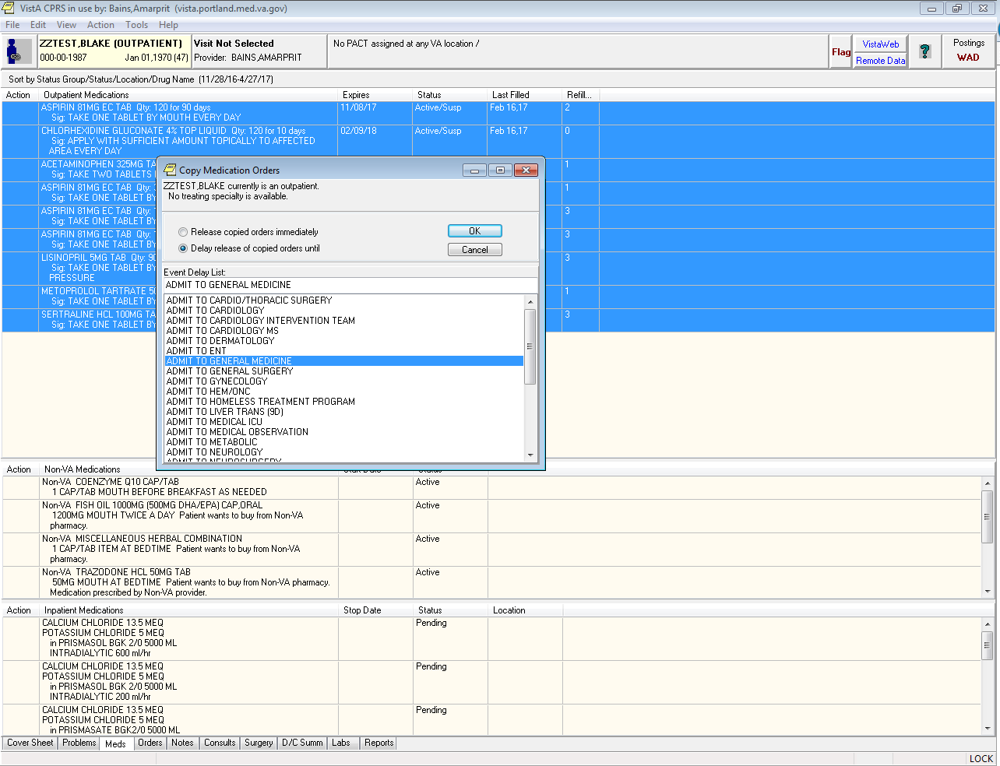 VistA CPRS in use by: Bains,Amarprit  (vista.portland.med.va.gov)
File Edit View Action Tools Help
ZZTEST,BLAKE (OUTPATIENT)
000-00-1987 Jan 01,1970 (47)
Visit Not Selected
Provider: BAINS,AMARPRIT
No PACT assigned at any VA location /
Flag
VistaWeb
Remote Data
?
Postings
WAD
Sort by Status Group/Status/Location/Drug Name (11/28/16-4/27/17)
Action Outpatient Medications Expires Status Last Filled Refill...
ASPIRIN 81MG EC TAB Qty: 120 for 90 days 11/08/17 Active/Susp Feb 16,17 2
Sig: TAKE ONE TABLET BY MOUTH EVERY DAY
CHLORHEXIDINE GLUCONATE 4% TOP LIQUID Qty: 120 for 10 days 02/09/18 Active/Susp Feb 16,17 0
Sig: APPLY WITH SUFFICIENT AMOUNT TOPICALLY TO AFFECTED
AREA EVERY DAY
ACETAMINOPHEN 325MG TA 1
Sig: TAKE TWO TABLETS
ASPIRIN 81MG EC TAB Qty: 1
Sig: TAKE ONE TABLET BY
ASPIRIN 81MG EC TAB Qty: 3
Sig: TAKE ONE TABLET BY
ASPIRIN 81MG EC TAB Qty: 3
Sig: TAKE ONE TABLET BY
LISINOPRIL 5MG TAB Qty: 90 3
Sig: TAKE ONE TABLET BY
PRESSURE
METOPROLOL TARTRATE 50 1
Sig: TAKE ONE TABLET BY
SERTRALINE HCL 100MG TA 3
Sig: TAKE ONE TABLET BY
Copy Medication Orders
ZZTEST,BLAKE currently is an outpatient.
No treating specialty is available.
Release copied orders immediately
Delay release of copied orders until
OK
Cancel
Event Delay List:
ADMIT TO GENERAL MEDICINE
ADMIT TO CARDIO/THORACIC SURGERY
ADMIT TO CARDIOLOGY
ADMIT TO CARDIOLOGY INTERVENTION TEAM
ADMIT TO CARDIOLOGY MS
ADMIT TO DERMATOLOGY
ADMIT TO ENT
ADMIT TO GENERAL MEDICINE
ADMIT TO GENERAL SURGERY
ADMIT TO GYNECOLOGY
ADMIT TO HEM/ONC
ADMIT TO HOMELESS TREATMENT PROGRAM
ADMIT TO LIVER TRANS (9D)
ADMIT TO MEDICAL ICU
ADMIT TO MEDICAL OBSERVATION
ADMIT TO METABOLIC
ADMIT TO NEUROLOGY
ADMIT TO NEUROSURGERY
Action Non-VA Medications Start Date Status
Non-VA COENZYME Q10 CAP/TAB Active
1 CAP/TAB MOUTH BEFORE BREAKFAST AS NEEDED
Non-VA FISH OIL 1000MG (500MG DHA/EPA) CAP,ORAL Active
1200MG MOUTH TWICE A DAY Patient wants to buy from Non-VA
pharmacy.
Non-VA MISCELLANEOUS HERBAL COMBINATION Active
1 CAP/TAB ITEM AT BEDTIME Patient wants to buy from Non-VA
pharmacy.
Non-VA TRAZODONE HCL 50MG TAB Active
50MG MOUTH AT BEDTIME Patient wants to buy from Non-VA pharmacy.
Medication prescribed by Non-VA provider.
Action Inpatient Medications Stop Date Status Location
CALCIUM CHLORIDE 13.5 MEQ Pending
POTASSIUM CHLORIDE 5 MEQ
in PRISMASOL BGK 2/0 5000 ML
INTRADIALYTIC 600 ml/hr
CALCIUM CHLORIDE 13.5 MEQ Pending
POTASSIUM CHLORIDE 5 MEQ
in PRISMASOL BGK 2/0 5000 ML
INTRADIALYTIC 200 ml/hr
CALCIUM CHLORIDE 13.5 MEQ Pending
POTASSIUM CHLORIDE 5 MEQ
in PRISMASATE BGK2/0 5000 ML
Cover Sheet Problems Meds Orders Notes Consults Surgery D/C Summ Labs Reports
LOCK